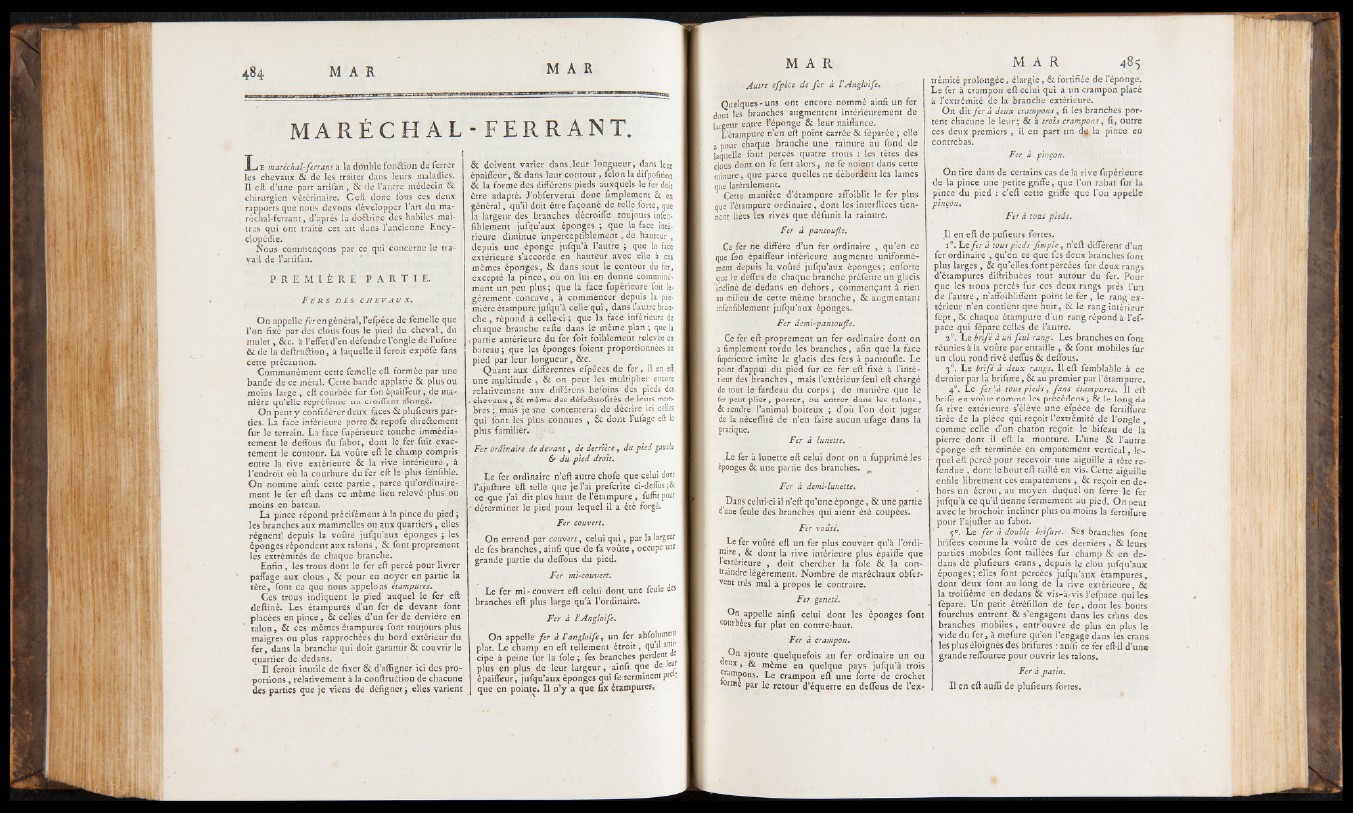 484 M A R M A R
MARÉCHAL-FERRANT.
LE maréchal-ferrant a la double fonction de ferrer
les chevaux & de les traiter dans leurs maladies.
Il est d'une part artisan, & de l'autre médecin &
chirurgien vétérinaire. C'est donc sous ces deux
rapports que nous devons développer l'art du ma-
réchal-ferrant, d'après la doctrine des habiles maî-
tres qui ont traité cet art dans l'ancienne Ency-
clopédie.
Nous commençons par ce qui concerne le tra-
vail de l'artisan.
PREMIÈRE PARTIE.
FERS DES CHEVAUX.
On appelle fer en général, l'espèce de semelle que
l'on fixe par des clous sous le pied du cheval, du
mulet, &c. à l'effet d'en défendre l'ongle de l'usure
& de la destruction, à laquelle il seroit exposé sans
cette précaution.
Communément cette semelle est formée par une
bande de ce métal. Cette bande applatie & plus ou
moins large, est courbée sur son épaisseur, de ma-
nière qu'elle représente un croissant alongé.
On peut y considérer deux faces & plusieurs par-
ties. La face inférieure porte & repose directement
sur le terrain. La face supérieure touche immédia-
tement le dessous du sabot, dont le fer suit exac-
tement le contour. La voûte est le champ compris
entre la rive extérieure & la rive intérieure, à
l'endroit où la courbure du fer est le plus sensible.
On nomme ainsi cette partie, parce qu'ordinaire-
ment le fer est dans ce même lieu relevé plus ou
moins en bateau.
La pince répond précisément à la pince du pied;
les branches aux mammelles ou aux quartiers, elles
règnent depuis la voûte jusqu'aux éponges; les
éponges répondent aux talons, & sont proprement
les extrémités de chaque branche.
Enfin, les trous dont le fer est percé pour livrer
passage aux clous, & pour en noyer en partie la
tête, sont ce que nous appelons étampures.
Ces trous indiquent le pied auquel le fer est
destiné. Les étampures d'un fer de devant sont
placées en pince, & celles d'un fer de derrière en
talon, & ces mêmes étampures sont toujours plus
maigres ou plus rapprochées du bord extérieur du
fer, dans la branche qui doit garantir & couvrir le
quartier de dedans.
Il seroit inutile de fixer & d'assigner ici des pro-
portions, relativement à la construction de chacune
des parties que je viens de désigner; elles varient
& doivent varier dans leur longueur, dans leur
épaisseur, & dans leur contour, selon la disposition
& la forme des différens pieds auxquels le fer doit
être adapté. J'observerai donc simplement & en
général, qu'il doit être façonné de telle sorte, que
la largeur des branches décroisse toujours insen-
siblement jusqu'aux éponges; que la face inté-
rieure diminue imperceptiblement de hauteur,
depuis une éponge jusqu'à l'autre; que la face
extérieure s'accorde en hauteur avec elle à ces
mêmes éponges, & dans tout le contour du fer,
excepté la pince, où on lui en donne communé-
ment un peu plus; que la face supérieure soit lé-
gèrement concave, à commencer depuis la pre-
mière étampure jusqu'à celle qui, dans l'autre bran-
che, répond à celle-ci; que la face inférieure de
chaque branche reste dans le même plan; que la
partie antérieure du fer soit foiblement relevée en
bateau; que les éponges soient proportionnées au
pied par leur longueur, &c.
Quant aux différentes espèces de fer, il en est
une multitude, & on peut les multiplier encore
relativement aux différens besoins des pieds des
chevaux, & même des défectuosités de leurs mem-
bres; mais je me contenterai de décrire ici celles
qui sont les plus connues, & dont l'usage est le
plus familier.
Fer ordinaire de devant, de derrière, du pied gauche
& du pied droit.
Le fer ordinaire n'est autre chose que celui dont
l'ajusture est telle que je l'ai prescrite ci-dessus; &
ce que j'ai dit plus haut de l'étampure, suffit pour
déterminer le pied pour lequel il a été forgé.
Fer couvert.
On entend par couvert, celui qui, par la largeur
de ses branches, ainsi que de sa voûte, occupe une
grande partie du dessous du pied.
Fer mi-couvert.
Le fer mi-couvert est celui dont une seule des
branches est plus large qu'à l'ordinaire.
Fer à l'Angloise.
On appelle fer à l'angloise, un fer absolument
plat. Le champ en est tellement étroit, qu'il anti-
cipe à peine sur la sole; ses branches perdent de
plus en plus de leur largeur, ainsi que de leur
épaisseur, jusqu'aux éponges qui se terminent pres-
que en pointe. Il n'y a que six étampures.
M A R M A R 485
Autre espèce de fer à l'Angloise.
Quelques-uns ont encore nommé ainsi un fer
dont les branches augmentent intérieurement de
largeur entre l'éponge & leur naissance.
L'étampure n'en est point carrée & séparée; elle
a pour chaque branche une rainure au fond de
laquelle sont percés quatre trous: les têtes des
clous dont on se sert alors, ne se noient dans cette
rainure, que parce quelles ne débordent les lames
que latéralement.
Cette manière d'étampure affoiblit le fer plus
que l'étampure ordinaire, dont les interstices tien-
nent liées les rives que désunit la rainure.
Fer à pantoufle.
Ce fer ne diffère d'un fer ordinaire, qu'en ce
que son épaisseur intérieure augmente uniformé-
ment depuis la voûte jusqu'aux éponges; ensorte
que le dessus de chaque branche présente un glacis
incliné de dedans en dehors, commençant à rien
au milieu de cette même branche, & augmentant
insensiblement jusqu'aux éponges.
Fer demi-pantoufle.
Ce fer est proprement un fer ordinaire dont on
a simplement tordu les branches, afin que la face
supérieure imite le glacis des fers à pantoufle. Le
point d'appui du pied sur ce fer est fixé à l'inté-
rieur des branches, mais l'extérieur seul est chargé
de tout le fardeau du corps; de manière que le
fer peut plier, porter, ou entrer dans les talons,
& rendre l'animal boiteux; d'où l'on doit juger
de la nécessité de n'en faire aucun usage dans la
pratique.
Fer à lunette.
Le fer à lunette est celui dont on a supprimé les
éponges & une partie des branches.
Fer à demi-lunette.
Dans celui-ci il n'est qu'une éponge, & une partie
d'une seule des branches qui aient été coupées.
Fer voûté.
Le fer voûté est un fer plus couvert qu'à l'ordi-
naire, & dont la rive intérieure plus épaisse que
l'extérieure, doit chercher la sole & la con-
traindre légèrement. Nombre de maréchaux obser-
vent très mal à propos le contraire.
Fer geneté.
On appelle ainsi celui dont les éponges sont
courbées sur plat en contre-haut.
Fer à crampon.
On ajoute quelquefois au fer ordinaire un ou
deux, & même en quelque pays jusqu'à trois
crampons. Le crampon est une sorte de crochet
formé par le retour d'équerre en dessous de l'ex-
trémité prolongée, élargie, & fortifiée de l'éponge.
Le fer à crampon est celui qui a un crampon placé
à l'extrémité de la branche extérieure.
On dit fer à deux crampons, si les branches por-
tent chacune le leur; & à trois crampons, si, outre
ces deux premiers, il en part un de la pince en
contrebas.
Fer à pinçon.
On tire dans de certains cas de la rive supérieure
de la pince une petite griffe, que l'on rabat sur la
pince du pied: c'est cette griffe que l'on appelle
pinçon.
Fer à tous pieds.
Il en est de pusieurs sortes.
1°. Le fer à tous pieds simple, n'est différent d'un
fer ordinaire, qu'en ce que ses deux branches sont
plus larges, & qu'elles sont percées sur deux rangs
d'étampures distribuées tout autour du fer. Pour
que les trous percés sur ces deux rangs près l'un
de l'autre, n'affoiblissent point le fer, le rang ex-
térieur n'en contient que huit, & le rang intérieur
sept, & chaque étampure d'un rang répond à l'es-
pace qui sépare celles de l'autre.
2°. Le brisé à un seul rang. Les branches en sont
réunies à la voûte par entaille, & sont mobiles sur
un clou rond rivé dessus & dessous.
3°. Le brisé à deux rangs. Il est semblable à ce
dernier par la brisure, & au premier par l'étampure.
4°. Le fer à tous pieds, sans étampures. Il est
brisé en voûte comme les précédens; & le long de
sa rive extérieure s'élève une espèce de sertissure
tirée de la pièce qui reçoit l'extrémité de l'ongle,
comme celle d'un chaton reçoit le biseau de la
pierre dont il est la monture. L'une & l'autre
éponge est terminée en empatement vertical, le-
quel est percé pour recevoir une aiguille à tête re-
fendue, dont le bout est taillé en vis. Cette aiguille
enfile librement ces empatemens, & reçoit en de-
hors un écrou, au moyen duquel on serre le fer
jusqu'à ce qu'il tienne fermement au pied. On peut
avec le brochoir incliner plus ou moins la sertissure
pour l'ajuster au sabot.
5°. Le fer à double brisure. Ses branches sont
brisées comme la voûte de ces derniers, & leurs
parties mobiles sont taillées sur champ & en de-
dans de plusieurs crans, depuis le clou jusqu'aux
éponges; elles sont percées jusqu'aux étampures,
dont deux sont au long de la rive extérieure, &
la troisième en dedans & vis-à-vis l'espace qui les
sépare. Un petit étrésillon de fer, dont les bouts
fourchus entrent & s'engagent dans les crans des
branches mobiles, entr'ouvre de plus en plus le
vide du fer, à mesure qu'on l'engage dans les crans
les plus éloignés des brisures: aussi ce fer est-il d'une
grande ressource pour ouvrir les talons.
Fer à patin.
Il en est aussi de plusieurs sortes.